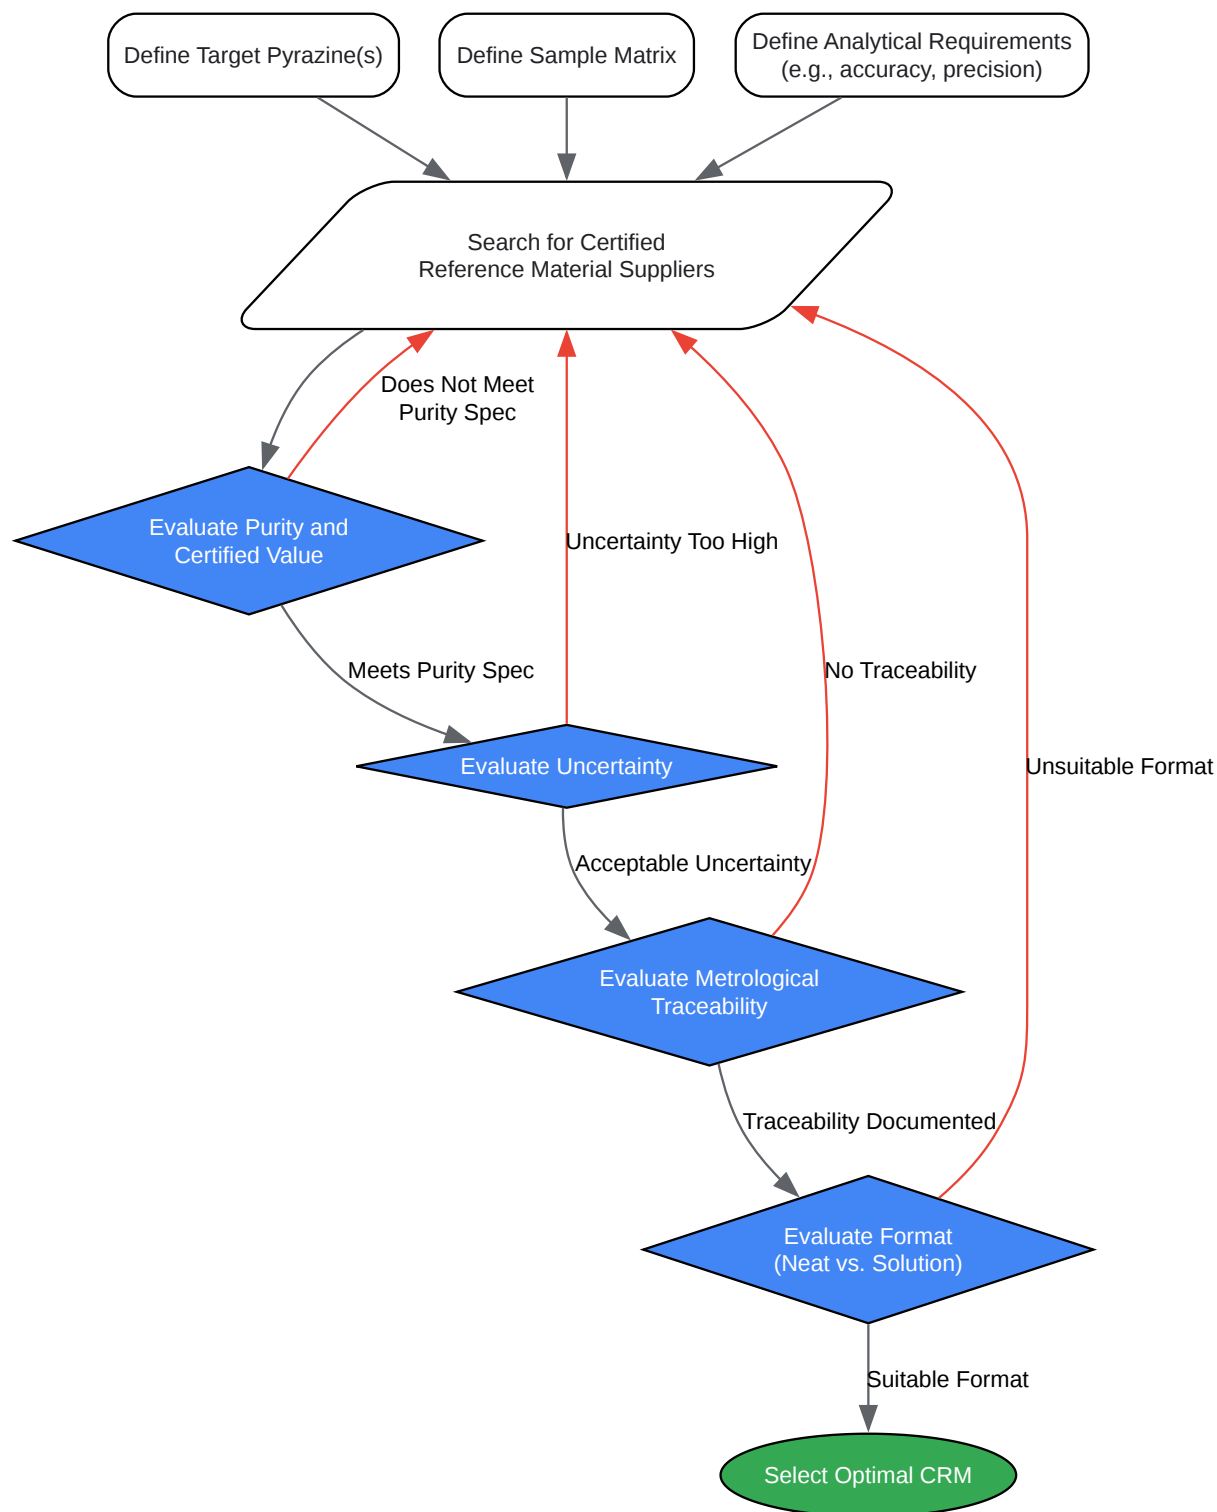 Define Target Pyrazine(s)
Define Sample Matrix
Define Analytical Requirements
(e.g., accuracy, precision)
Search for Certified
Reference Material Suppliers
Does Not Meet
Purity Spec
Evaluate Purity and
Certified Value
Uncertainty Too High
Meets Purity Spec
No Traceability
Evaluate Uncertainty
Unsuitable Format
Acceptable Uncertainty
Evaluate Metrological
Traceability
Traceability Documented
Evaluate Format
(Neat vs. Solution)
Suitable Format
Select Optimal CRM